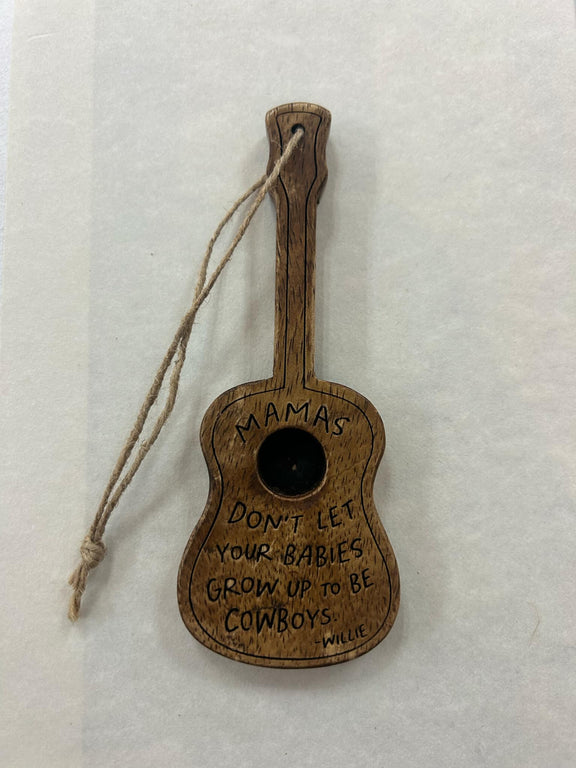 MAMAS
DON'T LET
YOUR BABIES
GROW UP TO BE
COWBOYS.
-WILLIE